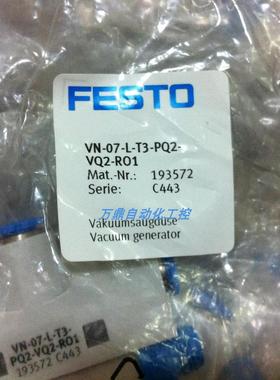 FESTO
VN-07-L-T3-PQ2-
VQ2-RO1
Mat.-Nr.: 193572
Serie: C443
万鼎自动化工控
Vakuumsaugdüse
Vacuum generator
VN-07-L-T3-
PQ2-VQ2-RO1
193572 C443